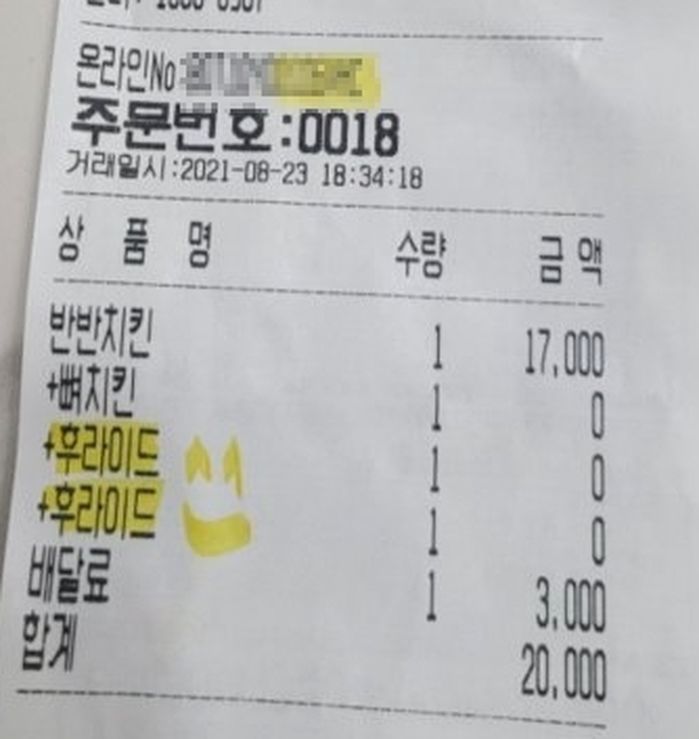 온라인No
주문번호:0018
거래일시:2021-08-23 18:34:18
상 품 명 수량 금액
반반치킨 1 17,000
+뼈치킨 1 0
+후라이드 1 0
+후라이드 1 0
배달료 1 3,000
합계 20,000